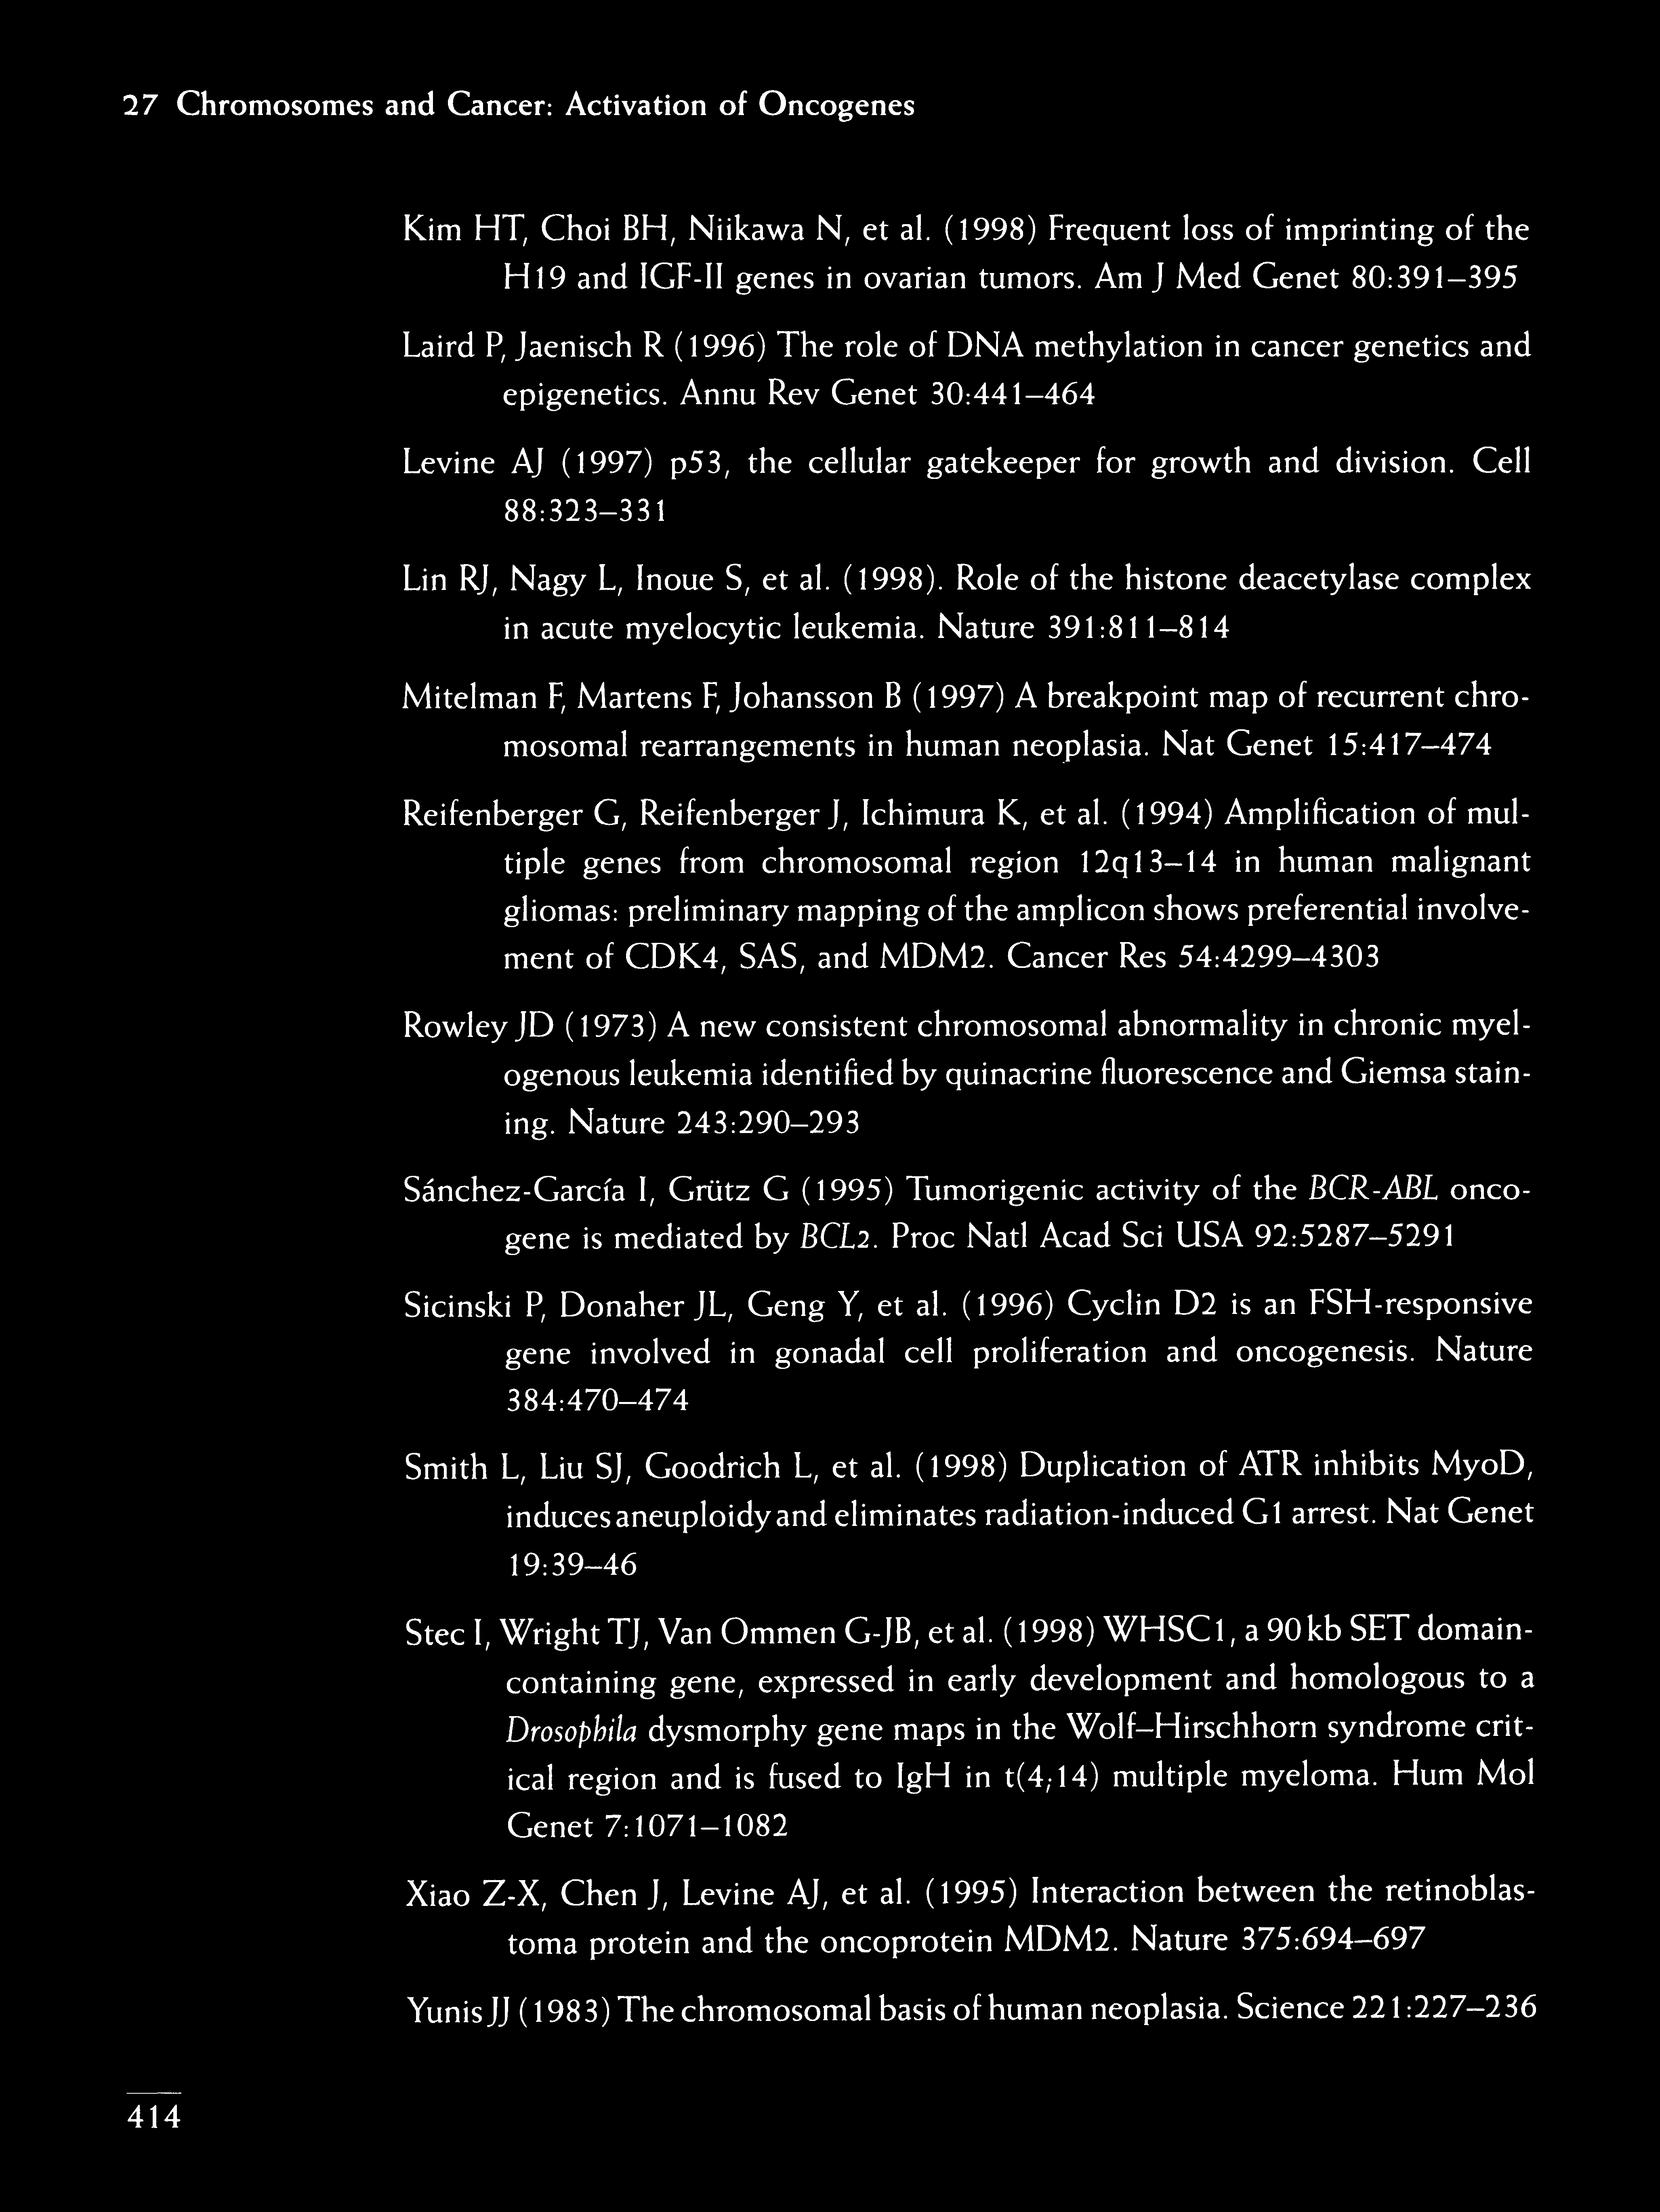 27 Chromosomes and Cancer: Activation of Oncogenes
Kim HT, Choi BH, Niikawa N, et al. (1998) Frequent loss of imprinting of the
H19 and IGF-II genes in ovarian tumors. Am J Med Genet 80:391–395
Laird P, Jaenisch R (1996) The role of DNA methylation in cancer genetics and
epigenetics. Annu Rev Genet 30:441–464
Levine AJ (1997) p53, the cellular gatekeeper for growth and division. Cell
88:323–331
Lin RJ, Nagy L, Inoue S, et al. (1998). Role of the histone deacetylase complex
in acute myelocytic leukemia. Nature 391:811–814
Mitelman F, Martens F, Johansson B (1997) A breakpoint map of recurrent chro-
mosomal rearrangements in human neoplasia. Nat Genet 15:417–474
Reifenberger G, Reifenberger J, Ichimura K, et al. (1994) Amplification of mul-
tiple genes from chromosomal region 12q13–14 in human malignant
gliomas: preliminary mapping of the amplicon shows preferential involve-
ment of CDK4, SAS, and MDM2. Cancer Res 54:4299–4303
Rowley JD (1973) A new consistent chromosomal abnormality in chronic myel-
ogenous leukemia identified by quinacrine fluorescence and Giemsa stain-
ing. Nature 243:290–293
Sánchez-García I, Grütz G (1995) Tumorigenic activity of the BCR-ABL onco-
gene is mediated by BCL2. Proc Natl Acad Sci USA 92:5287–5291
Sicinski P, Donaher JL, Geng Y, et al. (1996) Cyclin D2 is an FSH-responsive
gene involved in gonadal cell proliferation and oncogenesis. Nature
384:470–474
Smith L, Liu SJ, Goodrich L, et al. (1998) Duplication of ATR inhibits MyoD,
induces aneuploidy and eliminates radiation-induced G1 arrest. Nat Genet
19:39–46
Stec I, Wright TJ, Van Ommen G-JB, et al. (1998) WHSC1, a 90 kb SET domain-
containing gene, expressed in early development and homologous to a
Drosophila dysmorphy gene maps in the Wolf–Hirschhorn syndrome crit-
ical region and is fused to IgH in t(4;14) multiple myeloma. Hum Mol
Genet 7:1071–1082
Xiao Z-X, Chen J, Levine AJ, et al. (1995) Interaction between the retinoblas-
toma protein and the oncoprotein MDM2. Nature 375:694–697
Yunis JJ (1983) The chromosomal basis of human neoplasia. Science 221:227–236
414